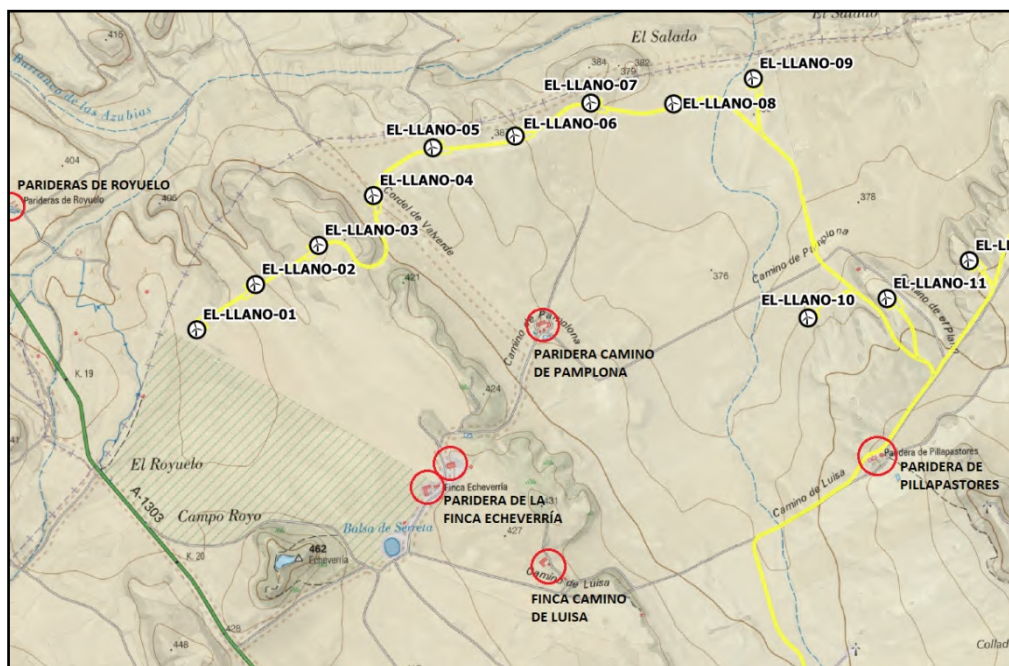 415
El Salado
El Salado
384
382
379
EL-LLANO-09
EL-LLANO-07
EL-LLANO-08
Barranco de las Azubias
EL-LLANO-05
EL-LLANO-06
404
PARIDERAS DE ROYUELO
Parideras de Royuelo
405
EL-LLANO-04
Cordel de Valverde
378
EL-LLANO-03
EL-LLANO-02
421
376
Camino de Pamplona
EL-LLANO-11
EL-LLANO-10
EL-LLANO-01
Camino de Pamplona
PARIDERA CAMINO
DE PAMPLONA
K. 19
424
El Royuelo
A-1303
Finca Echeverría
PARIDERA DE LA
FINCA ECHEVERRÍA
Paridera de Pillapastores
PARIDERA DE
PILLAPASTORES
Camino de Luisa
431
Campo Royo
Balsa de Serreta
427
462
Echeverría
K. 20
Camino de Luisa
FINCA CAMINO
DE LUISA
428
448
Collad